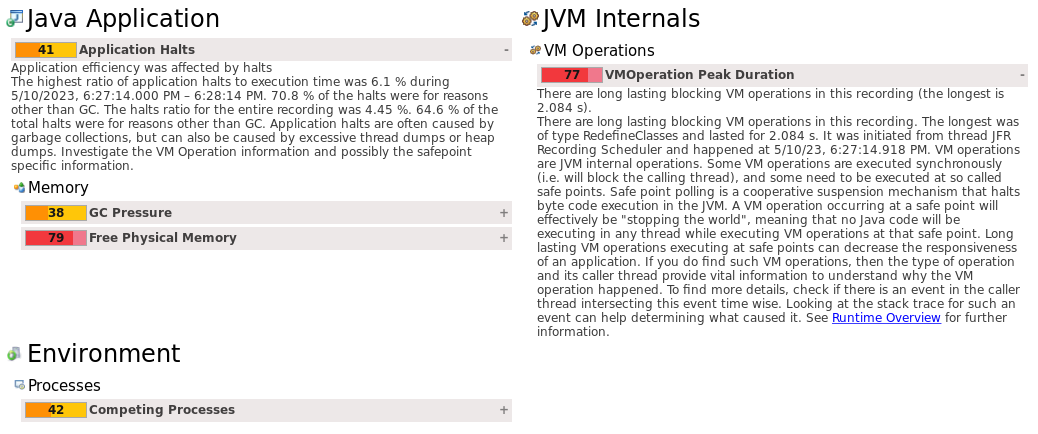 Java Application
41 Application Halts -
Application efficiency was affected by halts
The highest ratio of application halts to execution time was 6.1 % during
5/10/2023, 6:27:14.000 PM – 6:28:14 PM. 70.8 % of the halts were for reasons
other than GC. The halts ratio for the entire recording was 4.45 %. 64.6 % of the
total halts were for reasons other than GC. Application halts are often caused by
garbage collections, but can also be caused by excessive thread dumps or heap
dumps. Investigate the VM Operation information and possibly the safepoint
specific information.
Memory
38 GC Pressure +
79 Free Physical Memory +
Environment
Processes
42 Competing Processes +
JVM Internals
VM Operations
77 VMOperation Peak Duration -
There are long lasting blocking VM operations in this recording (the longest is
2.084 s).
There are long lasting blocking VM operations in this recording. The longest was
of type RedefineClasses and lasted for 2.084 s. It was initiated from thread JFR
Recording Scheduler and happened at 5/10/23, 6:27:14.918 PM. VM operations
are JVM internal operations. Some VM operations are executed synchronously
(i.e. will block the calling thread), and some need to be executed at so called
safe points. Safe point polling is a cooperative suspension mechanism that halts
byte code execution in the JVM. A VM operation occurring at a safe point will
effectively be "stopping the world", meaning that no Java code will be
executing in any thread while executing VM operations at that safe point. Long
lasting VM operations executing at safe points can decrease the responsiveness
of an application. If you do find such VM operations, then the type of operation
and its caller thread provide vital information to understand why the VM
operation happened. To find more details, check if there is an event in the caller
thread intersecting this event time wise. Looking at the stack trace for such an
event can help determining what caused it. See Runtime Overview for further
information.